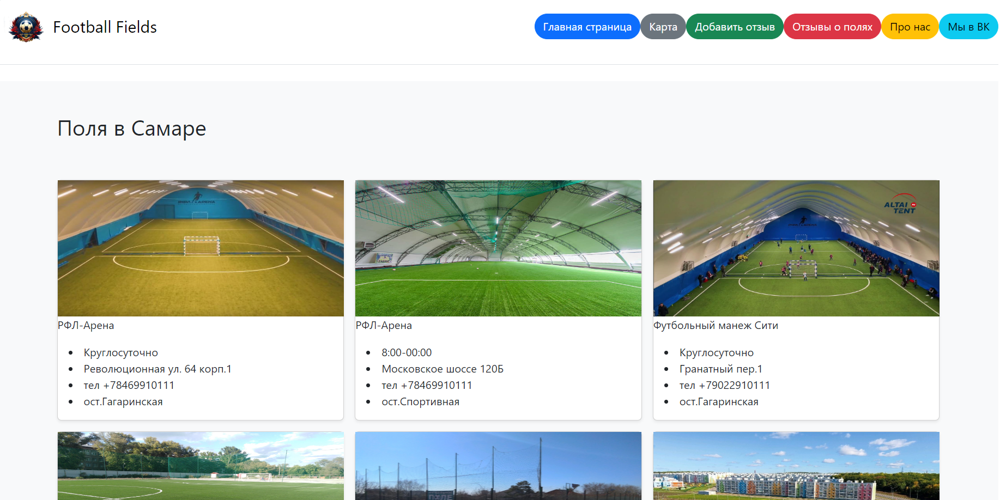 Football Fields
Главная страница
Карта
Добавить отзыв
Отзывы о полях
Про нас
Мы в ВК
Поля в Самаре
РФЛ АРЕНА
ALTAI
TENT
РФЛ-Арена
Круглосуточно
Революционная ул. 64 корп.1
тел +78469910111
ост.Гагаринская
РФЛ-Арена
8:00-00:00
Московское шоссе 120Б
тел +78469910111
ост.Спортивная
Футбольный манеж Сити
Круглосуточно
Гранатный пер.1
тел +79022910111
ост.Гагаринская